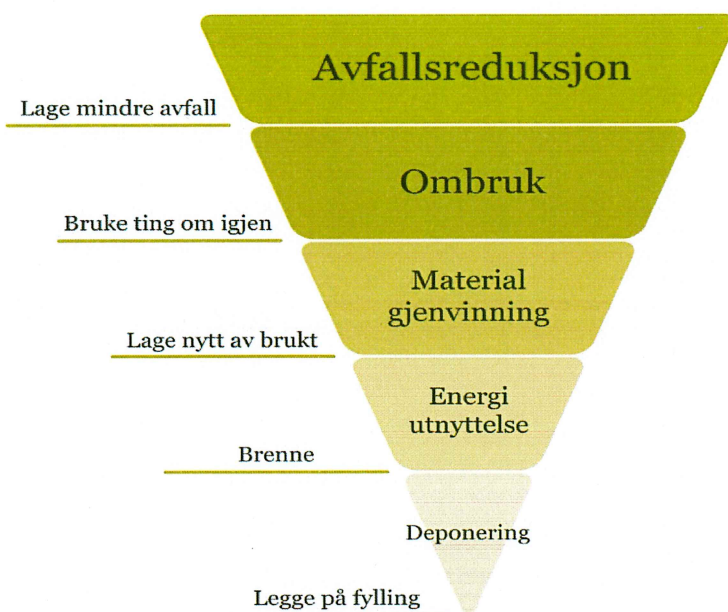 Avfallsreduksjon
Lage mindre avfall
Ombruk
Bruke ting om igjen
Material
gjenvinning
Lage nytt av brukt
Energi
utnyttelse
Brenne
Deponering
Legge på fylling